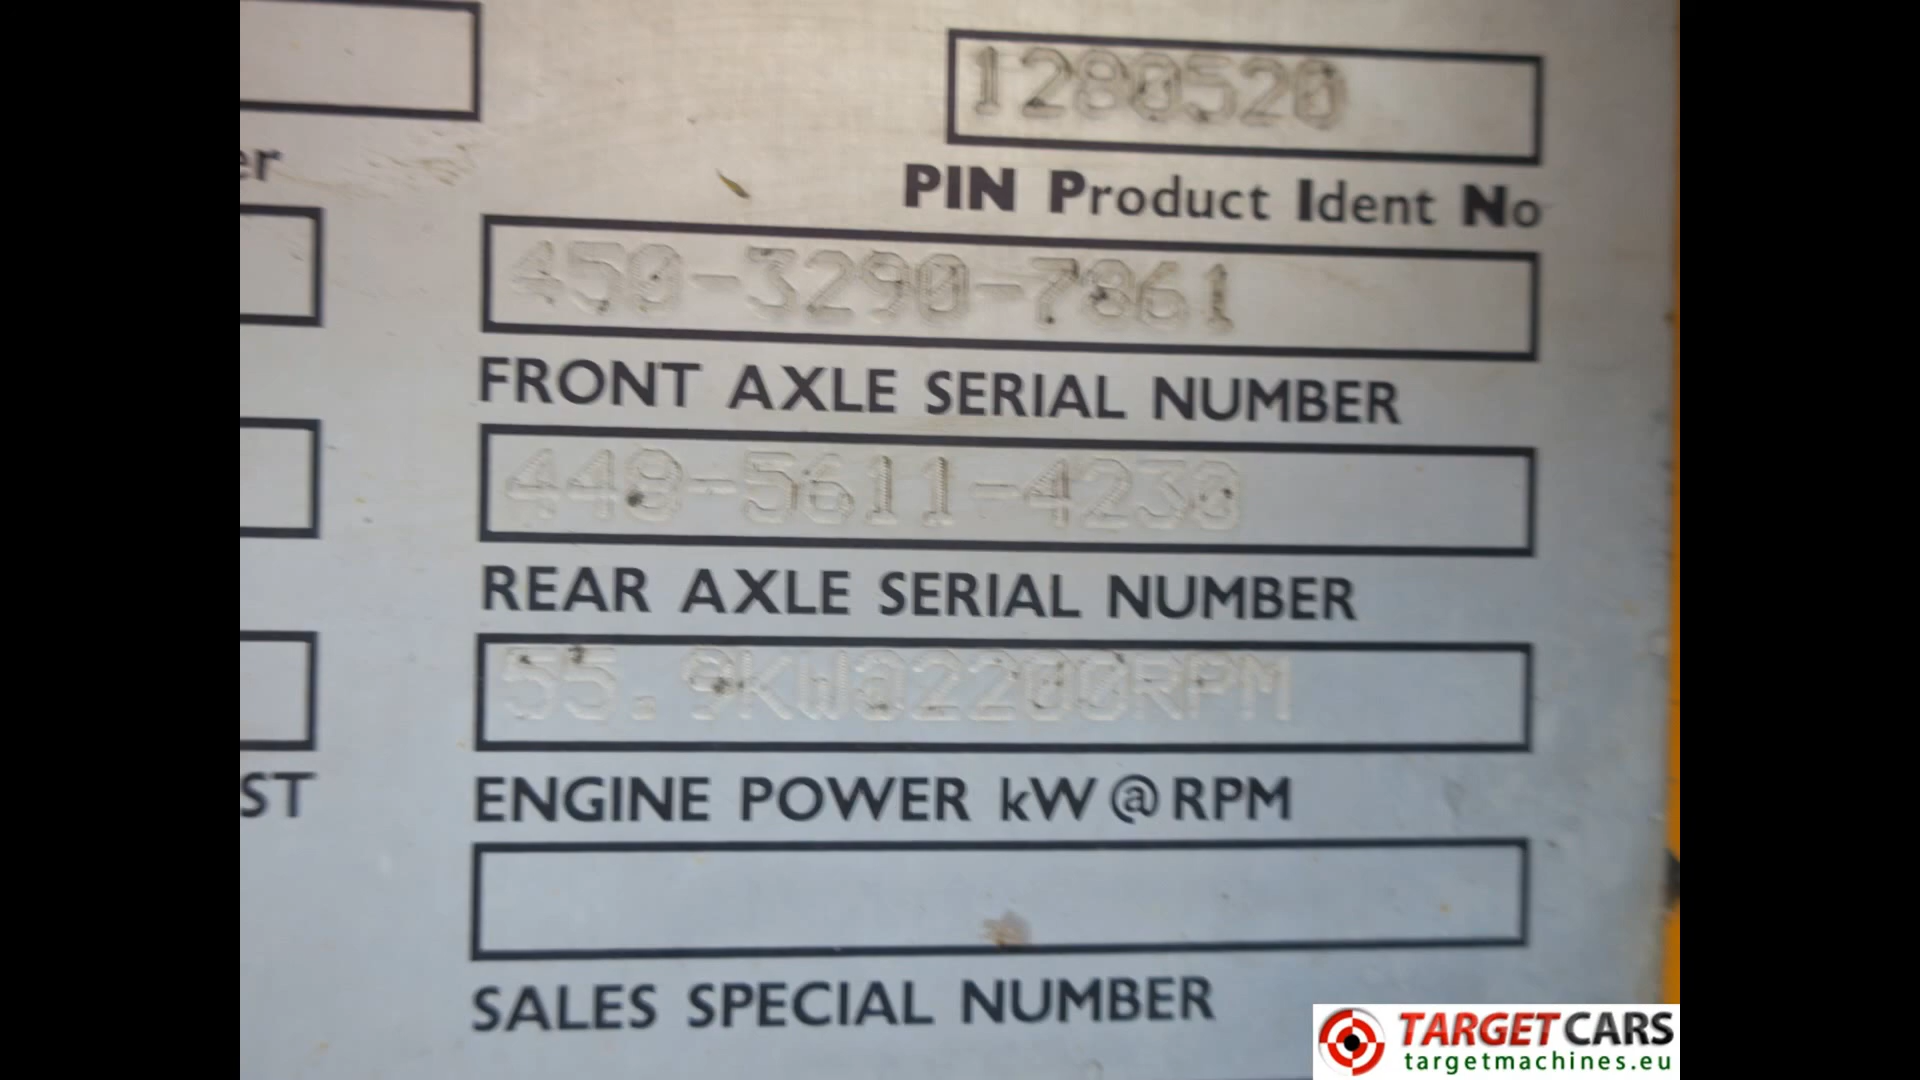 1280520
er
PIN Product Ident No
450-3290-7861
FRONT AXLE SERIAL NUMBER
448-5611-4230
REAR AXLE SERIAL NUMBER
55.9KW@2200RPM
ST
ENGINE POWER kW @ RPM
SALES SPECIAL NUMBER
TARGET CARS
targetmachines.eu